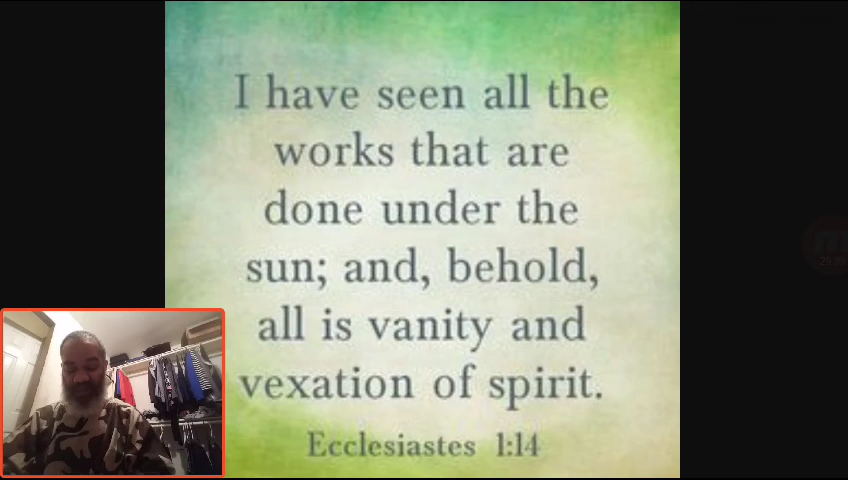 I have seen all the
works that are
done under the
sun; and, behold,
all is vanity and
vexation of spirit.
Ecclesiastes 1:14